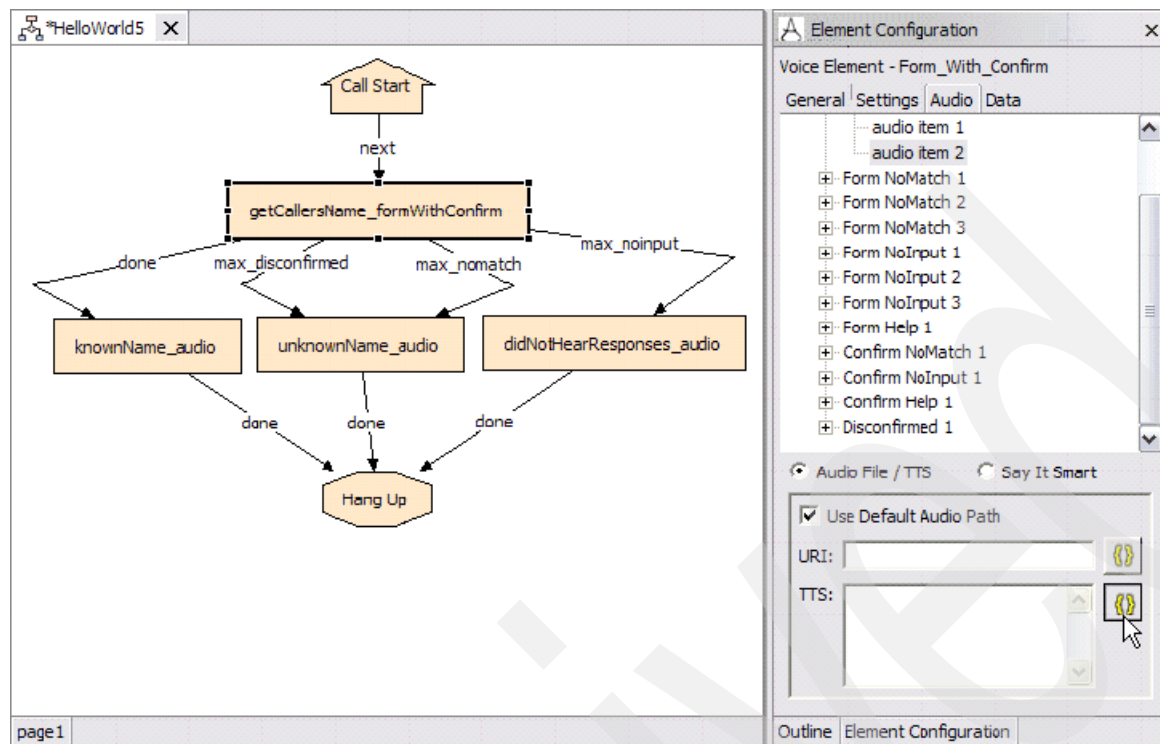 *HelloWorld5 X
Call Start
next
getCallersName_formWithConfirm
done
max_disconfirmed
max_nomatch
max_noinput
knownName_audio
unknownName_audio
didNotHearResponses_audio
done
done
done
Hang Up
page1
Element Configuration
Voice Element - Form_With_Confirm
General Settings Audio Data
audio item 1
audio item 2
Form NoMatch 1
Form NoMatch 2
Form NoMatch 3
Form NoInput 1
Form NoInput 2
Form NoInput 3
Form Help 1
Confirm NoMatch 1
Confirm NoInput 1
Confirm Help 1
Disconfirmed 1
Audio File / TTS Say It Smart
Use Default Audio Path
URI: {}
TTS: {}
Outline Element Configuration